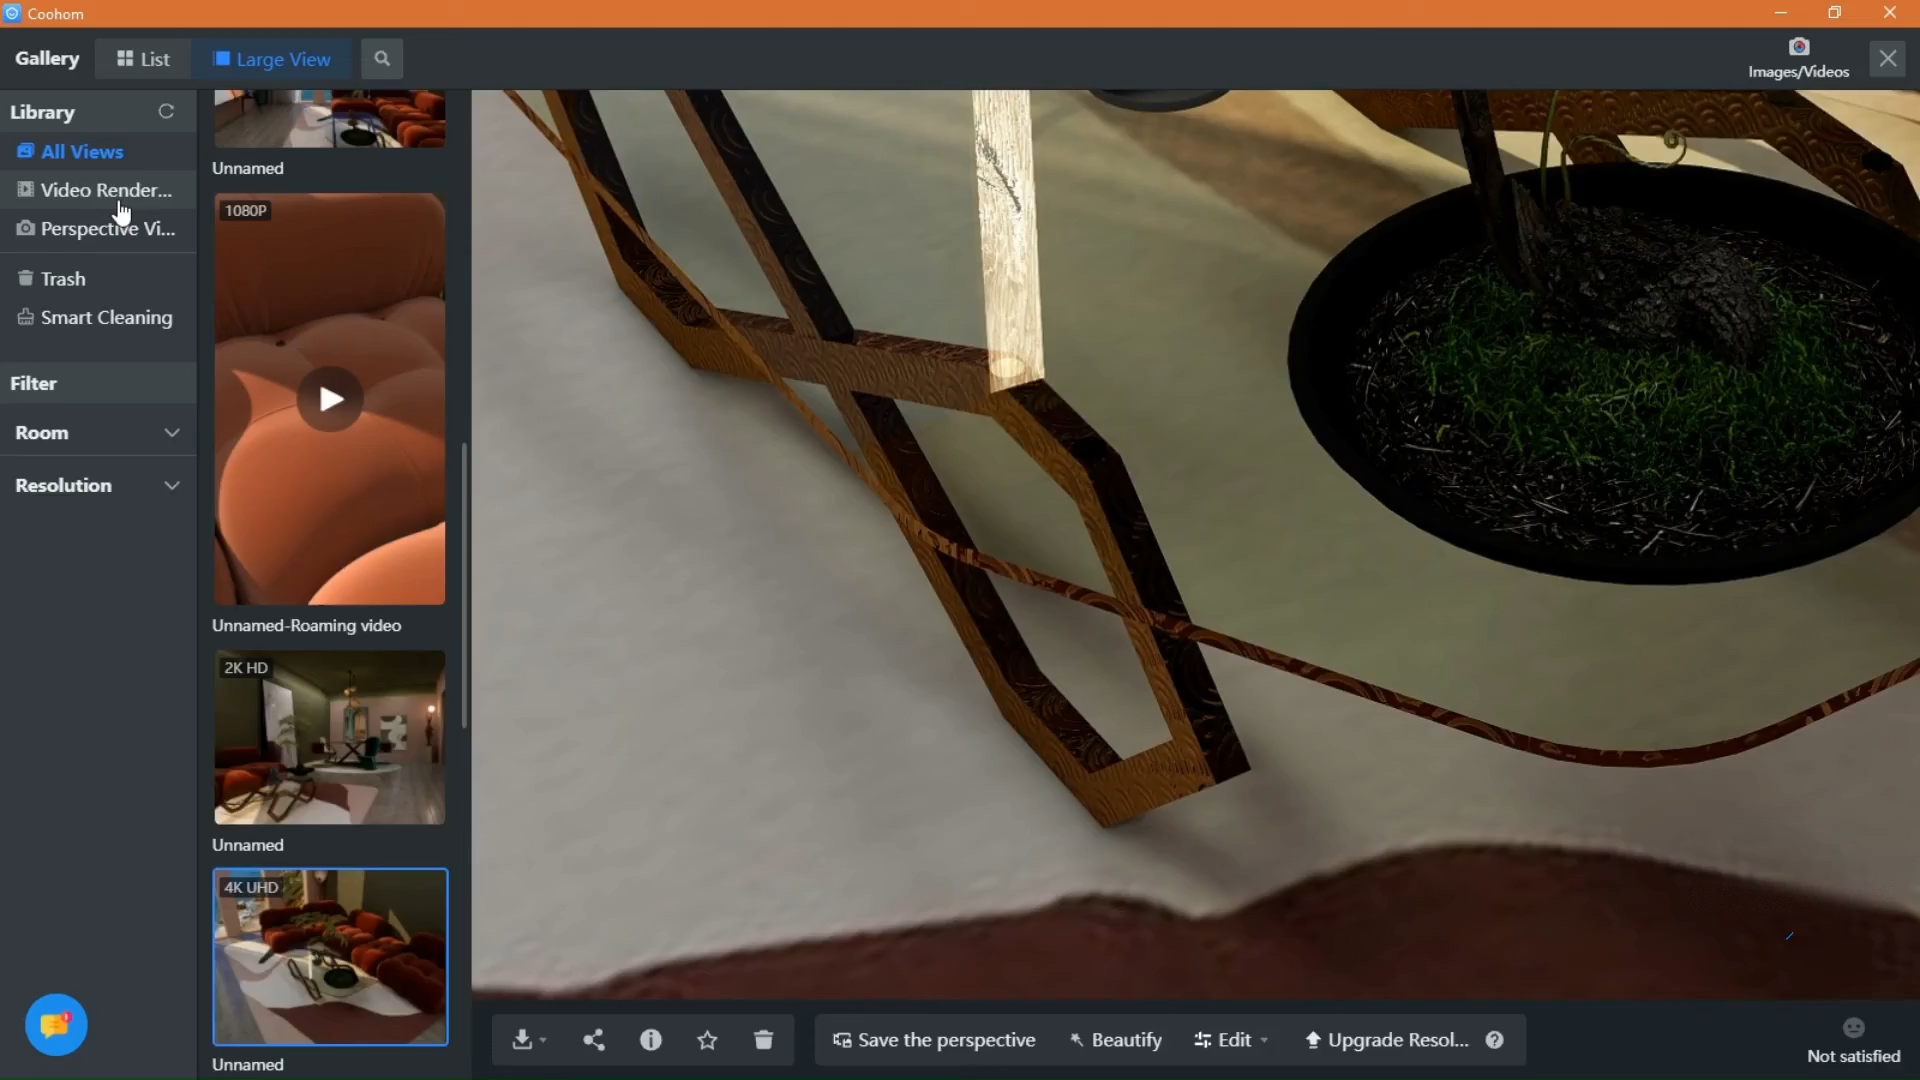 Coohom
Gallery
List
Large View
Images/Videos
Library
All Views
Video Render...
Perspective Vi...
Trash
Smart Cleaning
Filter
Room
Resolution
Unnamed
1080P
Unnamed-Roaming video
2K HD
Unnamed
4K UHD
Unnamed
Save the perspective
Beautify
Edit
Upgrade Resol...
?
Not satisfied